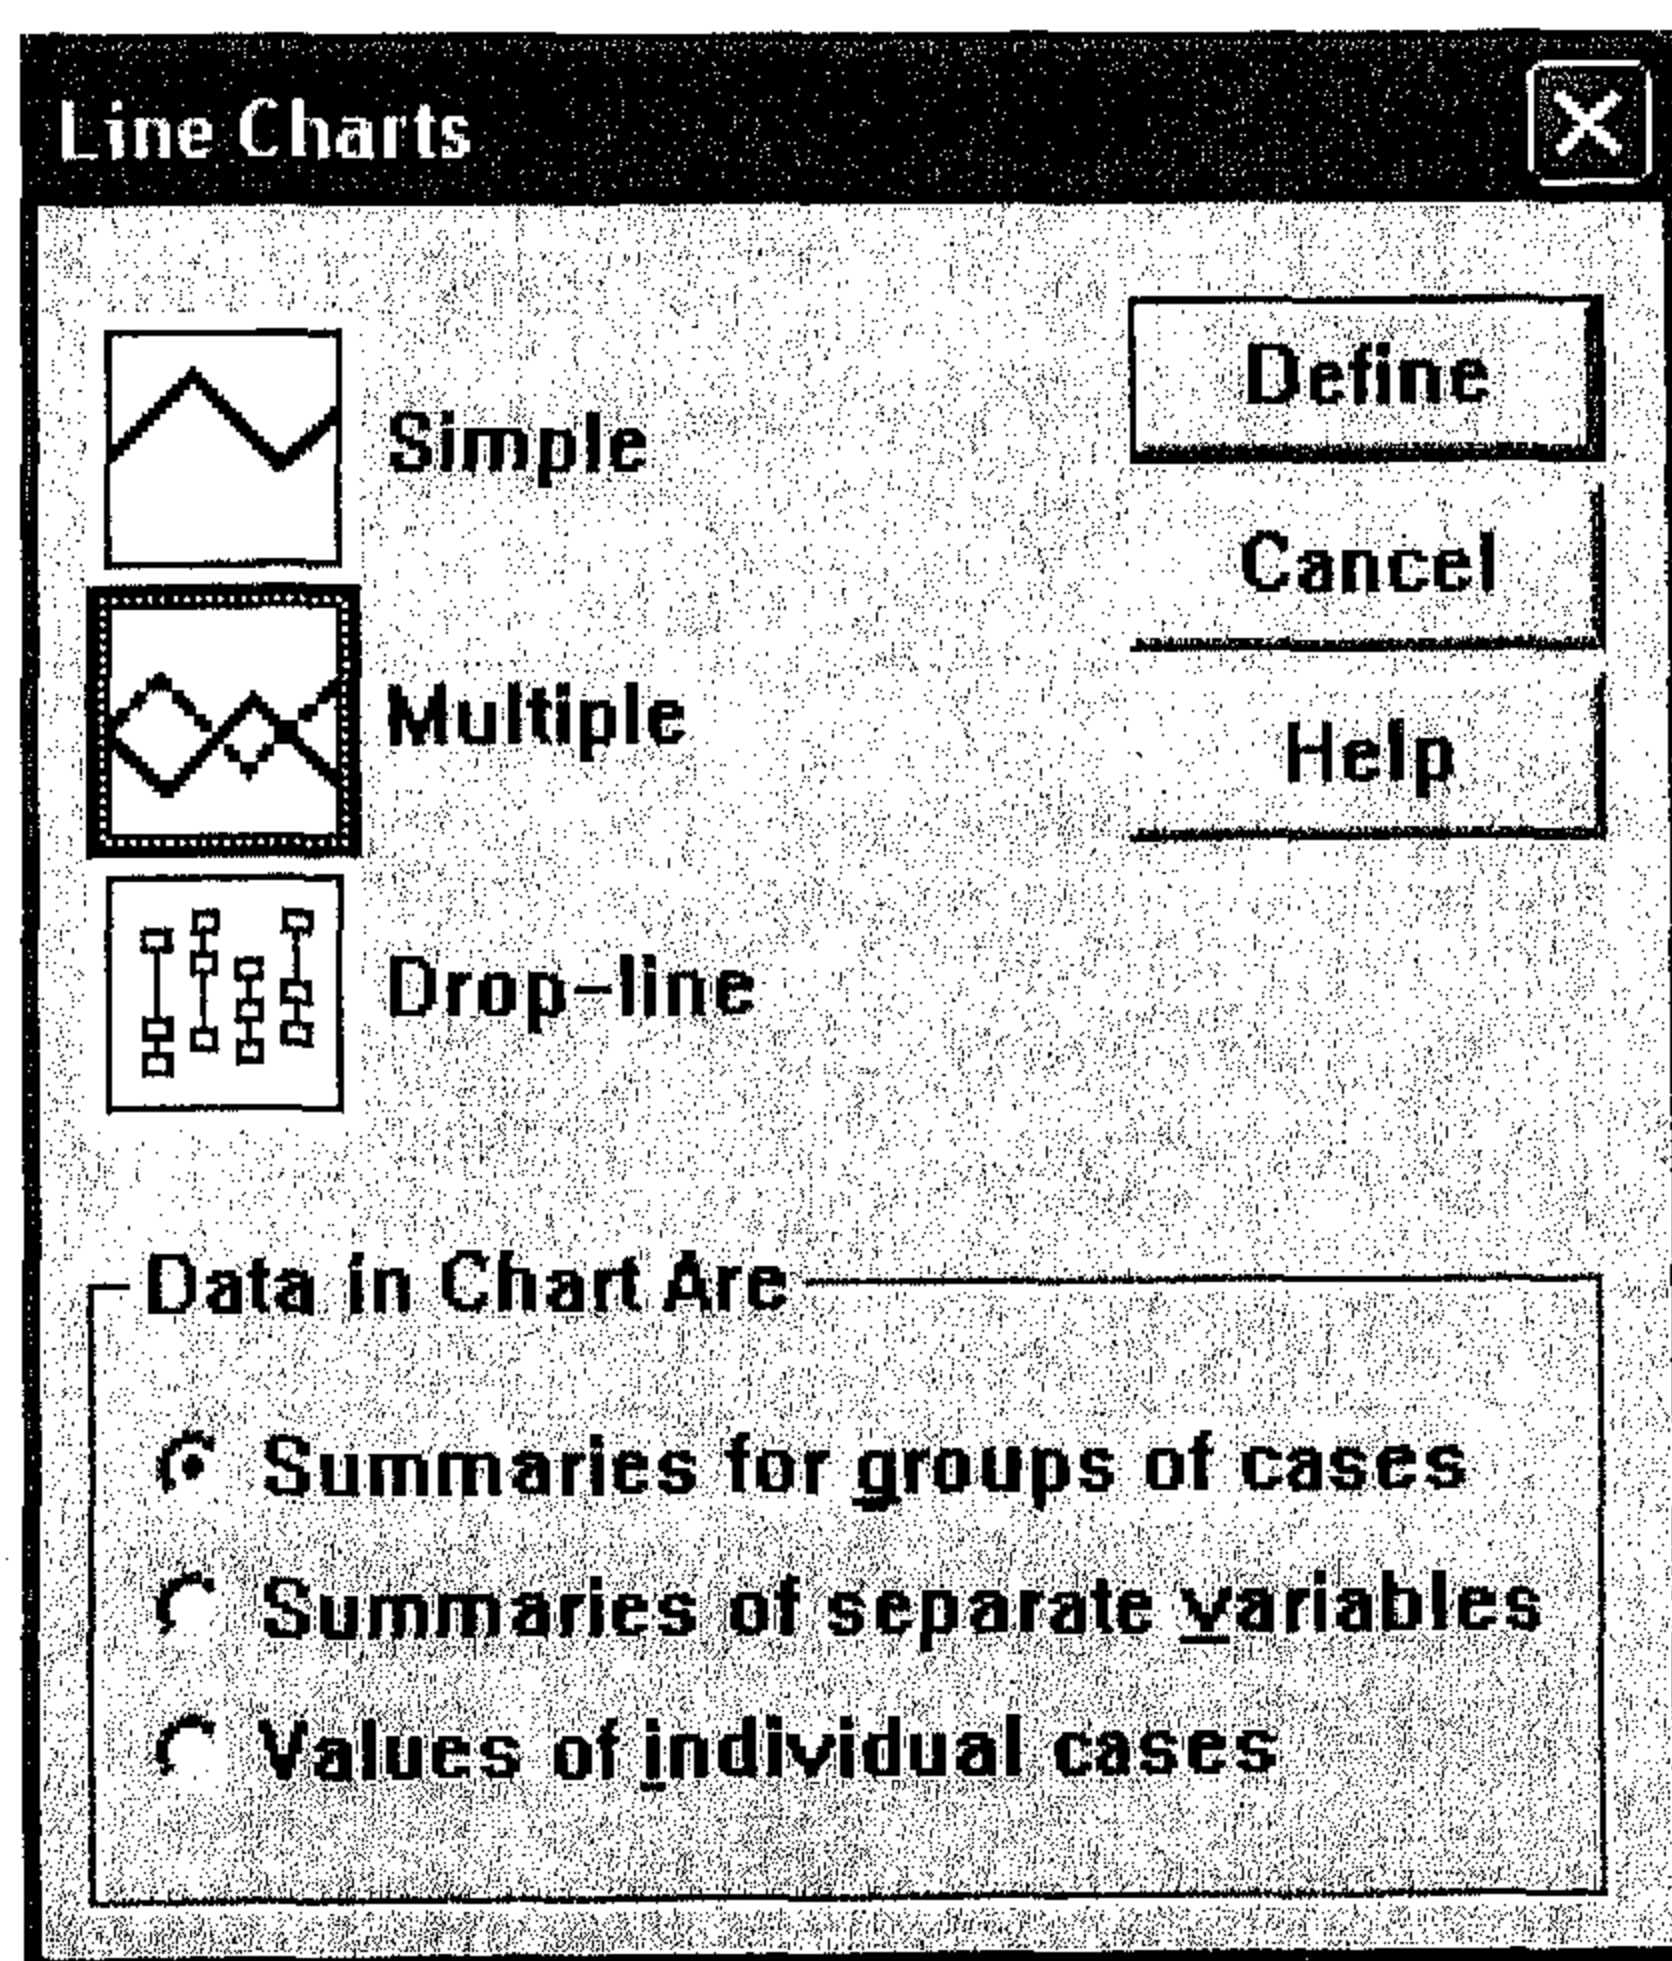 Line Charts
Simple
Multiple
Drop-line
Define
Cancel
Help
Data in Chart Are
Summaries for groups of cases
Summaries of separate variables
Values of individual cases